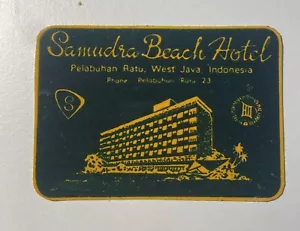 Samudra Beach Hotel
Pelabuhan Ratu, West Java, Indonesia
Phone Pelabuhan Ratu 23
S